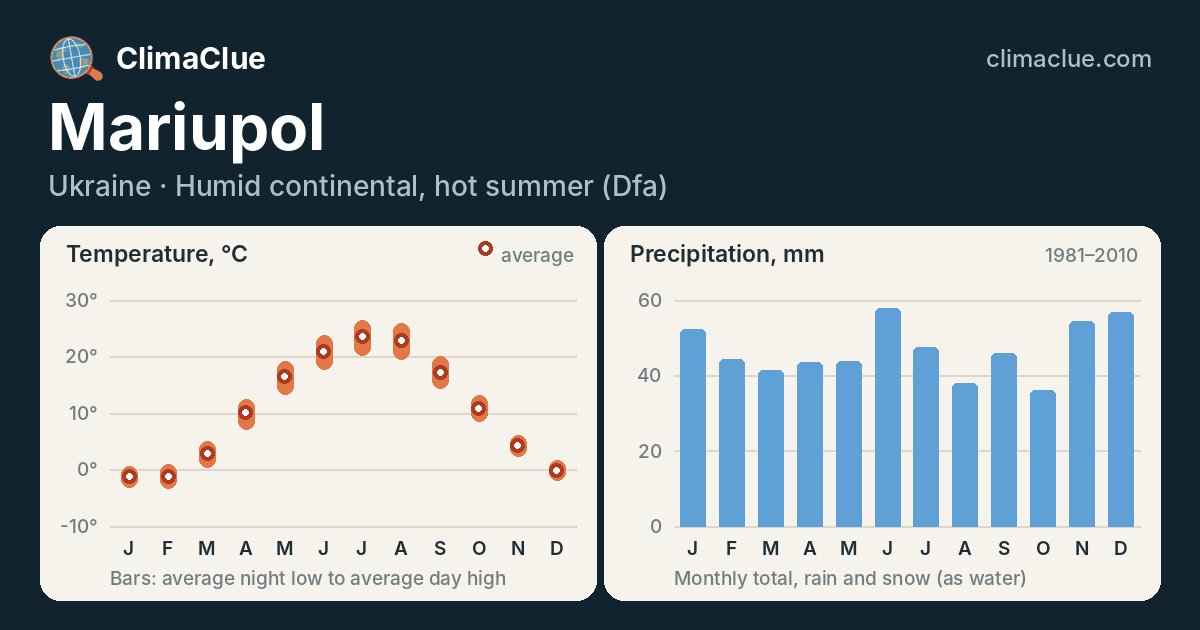 ClimaClue
climaclue.com
Mariupol
Ukraine · Humid continental, hot summer (Dfa)
Temperature, °C
average
30°
20°
10°
0°
-10°
J F M A M J J A S O N D
Bars: average night low to average day high
Precipitation, mm
1981–2010
60
40
20
0
J F M A M J J A S O N D
Monthly total, rain and snow (as water)